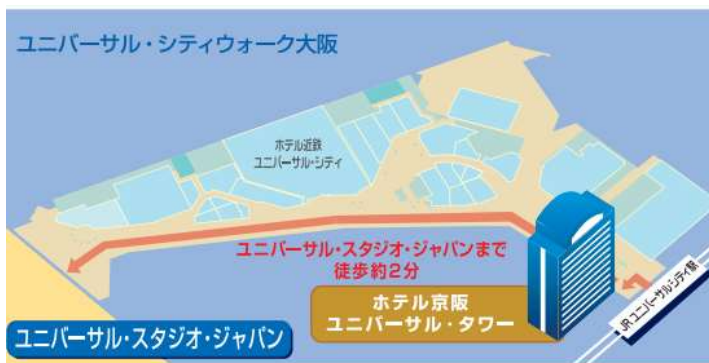 ユニバーサル・シティウォーク大阪
ホテル近鉄
ユニバーサル・シティ
ユニバーサル・スタジオ・ジャパンまで
徒歩約2分
ホテル京阪
ユニバーサル・タワー
JRユニバーサルシティ駅
ユニバーサル・スタジオ・ジャパン